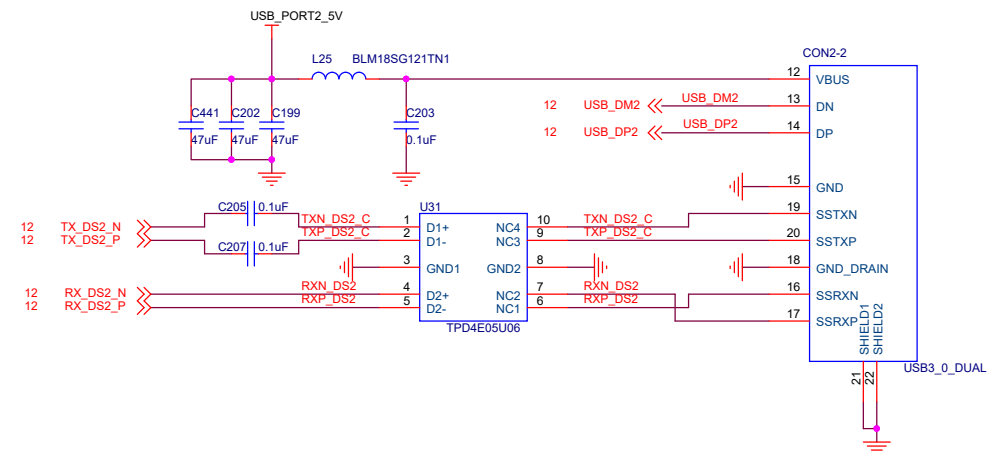 USB_PORT2_5V
L25 BLM18SG121TN1
CON2-2
12 VBUS
C441 C202 C199 C203
47uF 47uF 47uF 0.1uF
12 USB_DM2 USB_DM2 13 DN
12 USB_DP2 USB_DP2 14 DP
15 GND
C205 0.1uF
U31
12 TX_DS2_N TXN_DS2_C 1 D1+ NC4 10 TXN_DS2_C 19 SSTXN
12 TX_DS2_P TXP_DS2_C 2 D1- NC3 9 TXP_DS2_C 20 SSTXP
C207 0.1uF
3 GND1 GND2 8 18 GND_DRAIN
12 RX_DS2_N RXN_DS2 4 D2+ NC2 7 RXN_DS2 16 SSRXN
12 RX_DS2_P RXP_DS2 5 D2- NC1 6 RXP_DS2 17 SSRXP
TPD4E05U06
SHIELD1
SHIELD2
USB3_0_DUAL
21
22